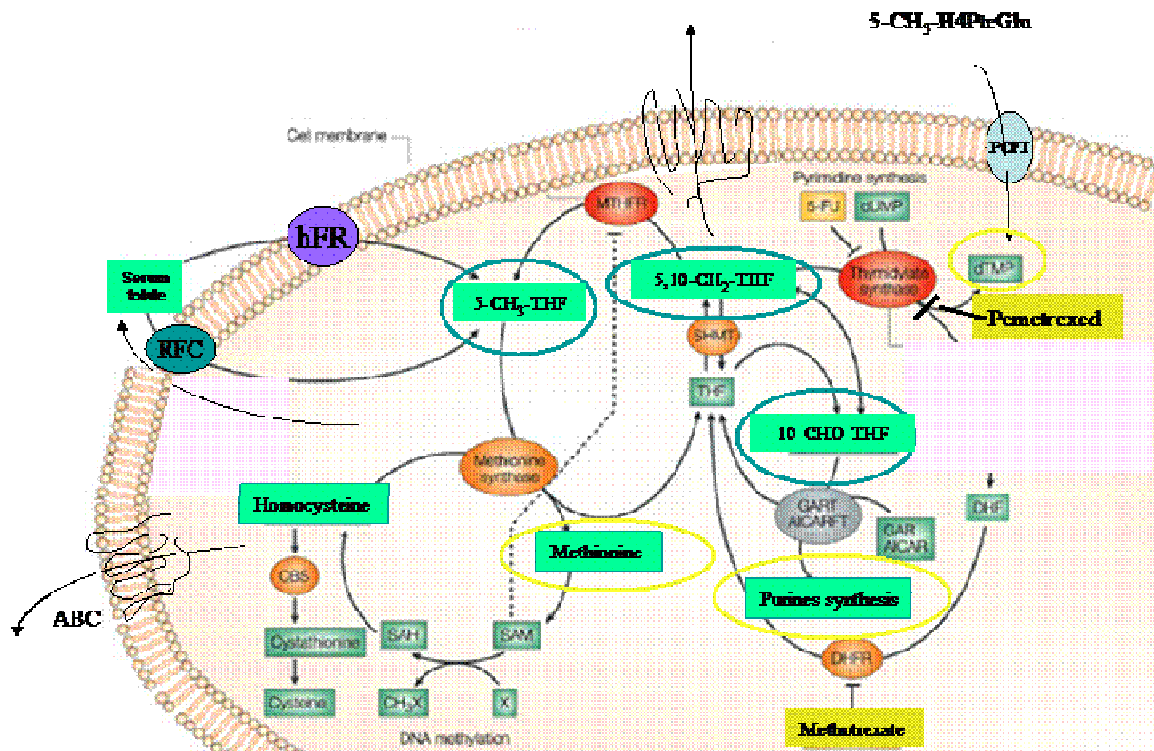 5-CH3-H4PteGlu
Cell membrane
PCFT
Pyrimidine synthesis
MTHFR
5-FU
dUMP
hFR
Serum
folate
5-CH3-THF
5,10-CH2-THF
Thymidylate
synthase
dTMP
Pemetrexed
RFC
SHMT
THF
10 CHO THF
Methionine
synthase
Homocysteine
GART
AICARFT
GAR
AICAR
DHF
Methionine
CBS
Purines synthesis
ABC
Cystathionine
SAH
SAM
DHFR
Cysteine
CH3X
X
Methotrexate
DNA methylation